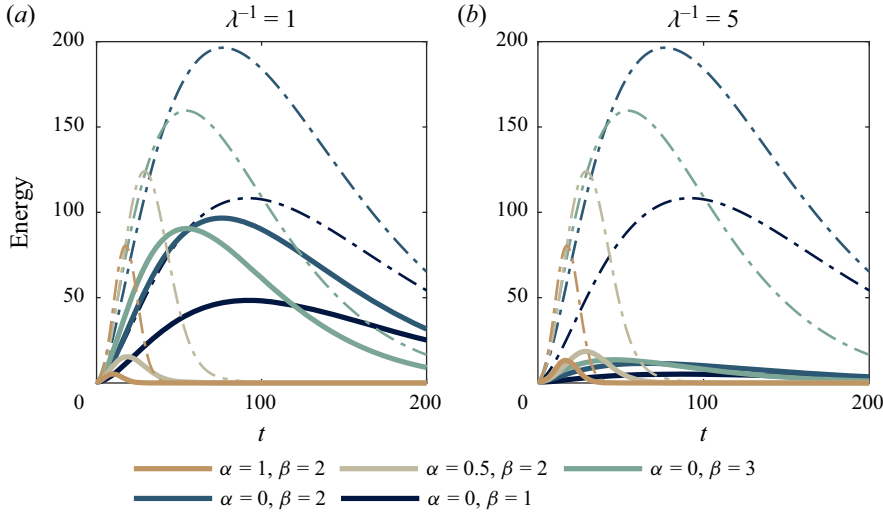 (a) λ⁻¹ = 1 (b) λ⁻¹ = 5
200 200
150 150
Energy 100 100
50 50
0 100 200 0 100 200
t t
α = 1, β = 2 α = 0.5, β = 2 α = 0, β = 3
α = 0, β = 2 α = 0, β = 1